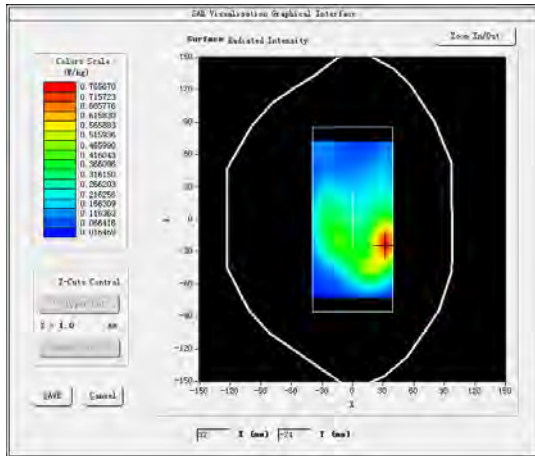 SAR Visualisation Graphical Interface
Surface Radiated Intensity
Zoom In/Out
Colors Scale
(W/kg)
0.765670
0.715723
0.665776
0.615830
0.565883
0.515936
0.465990
0.416043
0.366096
0.316150
0.266203
0.216256
0.166309
0.116363
0.066416
0.016469
150
120
90
60
30
0
-30
-60
-90
-120
-150
Y
-150 -120 -90 -60 -30 0 30 60 90 120 150
X
Z-Cuts Control
Z = 1.0 mm
SAVE Cancel
32 X (mm) -24 Y (mm)